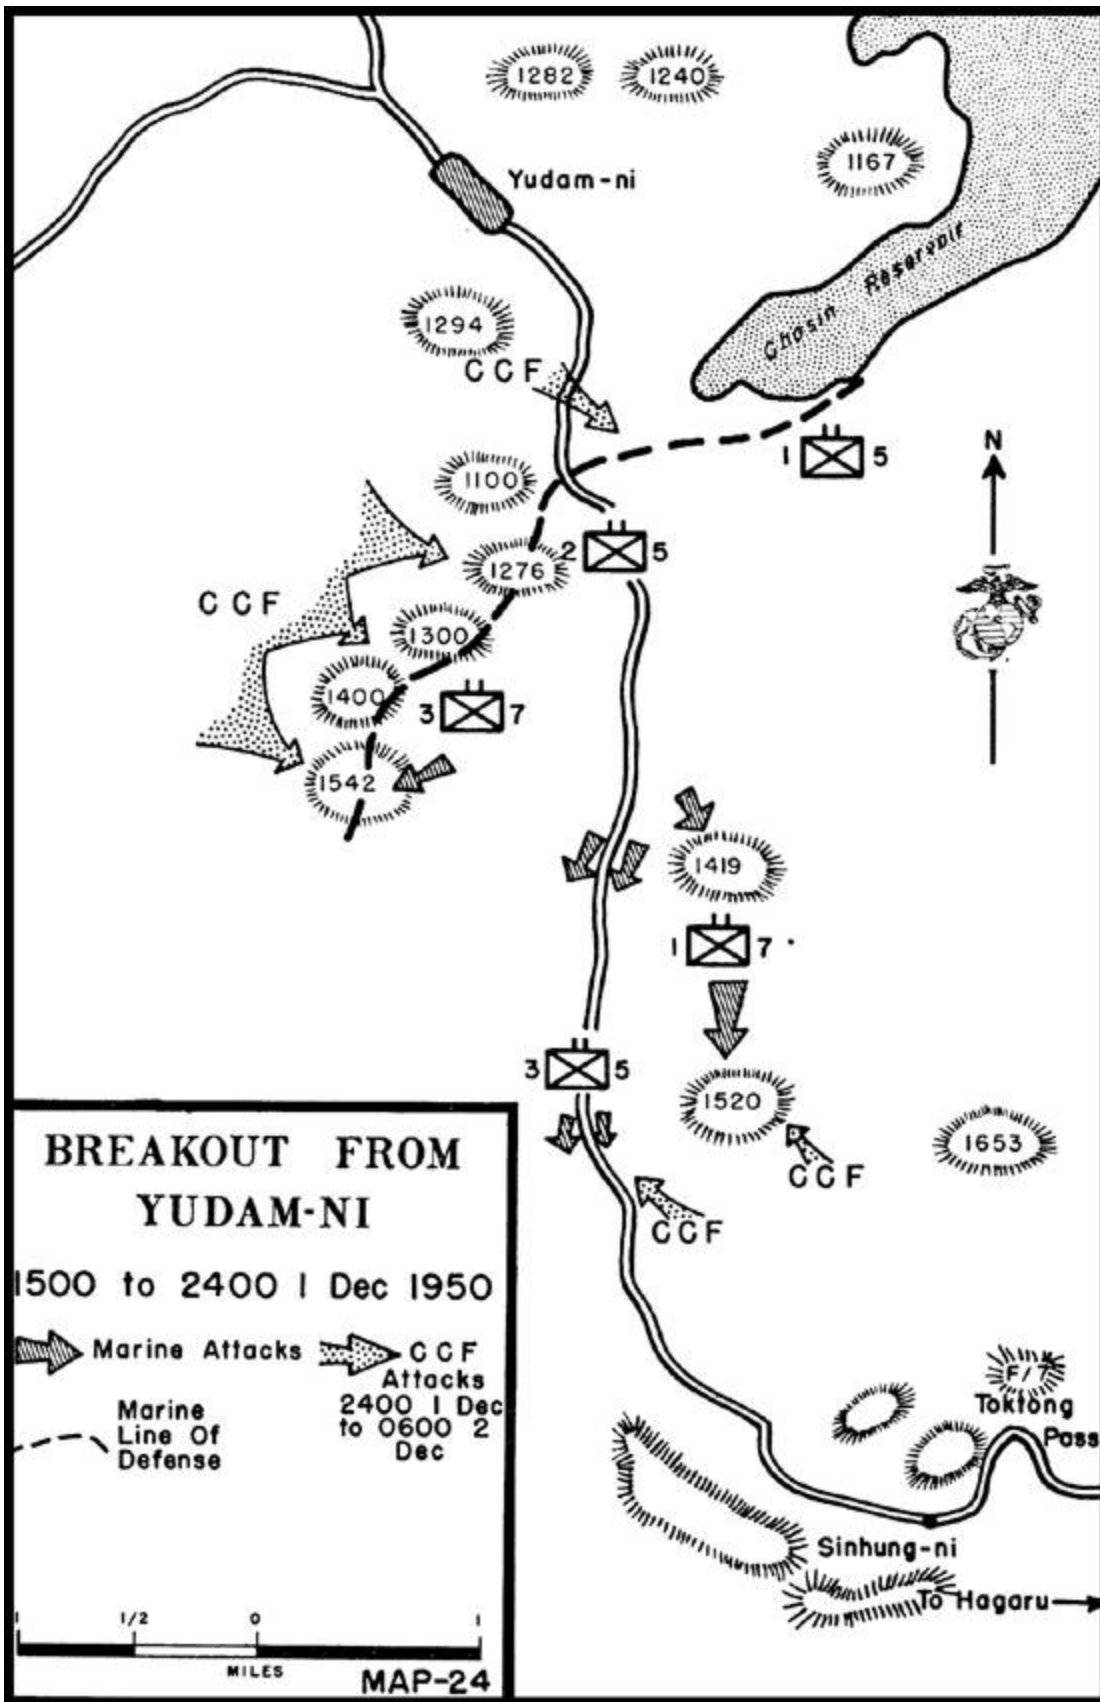 1282
1240
1167
Yudam-ni
Chosin Reservoir
1294
CCF
1100
1 5
N
2 5
1276
CCF
1300
1400
3 7
1542
1419
1 7
3 5
1520
1653
CCF
CCF
F/7
Toktong
Pass
Sinhung-ni
To Hagaru
BREAKOUT FROM
YUDAM-NI
1500 to 2400 1 Dec 1950
Marine Attacks
CCF
Attacks
2400 1 Dec
to 0600 2
Dec
Marine
Line Of
Defense
1 1/2 0 1
MILES
MAP-24